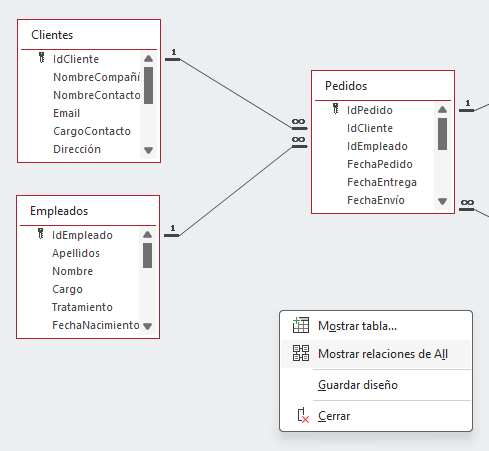 Clientes
IdCliente
NombreCompañí
NombreContacto
Email
CargoContacto
Dirección
1
∞
∞
1
Empleados
IdEmpleado
Apellidos
Nombre
Cargo
Tratamiento
FechaNacimiento
Pedidos
IdPedido
IdCliente
IdEmpleado
FechaPedido
FechaEntrega
FechaEnvío
1
∞
Mostrar tabla...
Mostrar relaciones de All
Guardar diseño
Cerrar